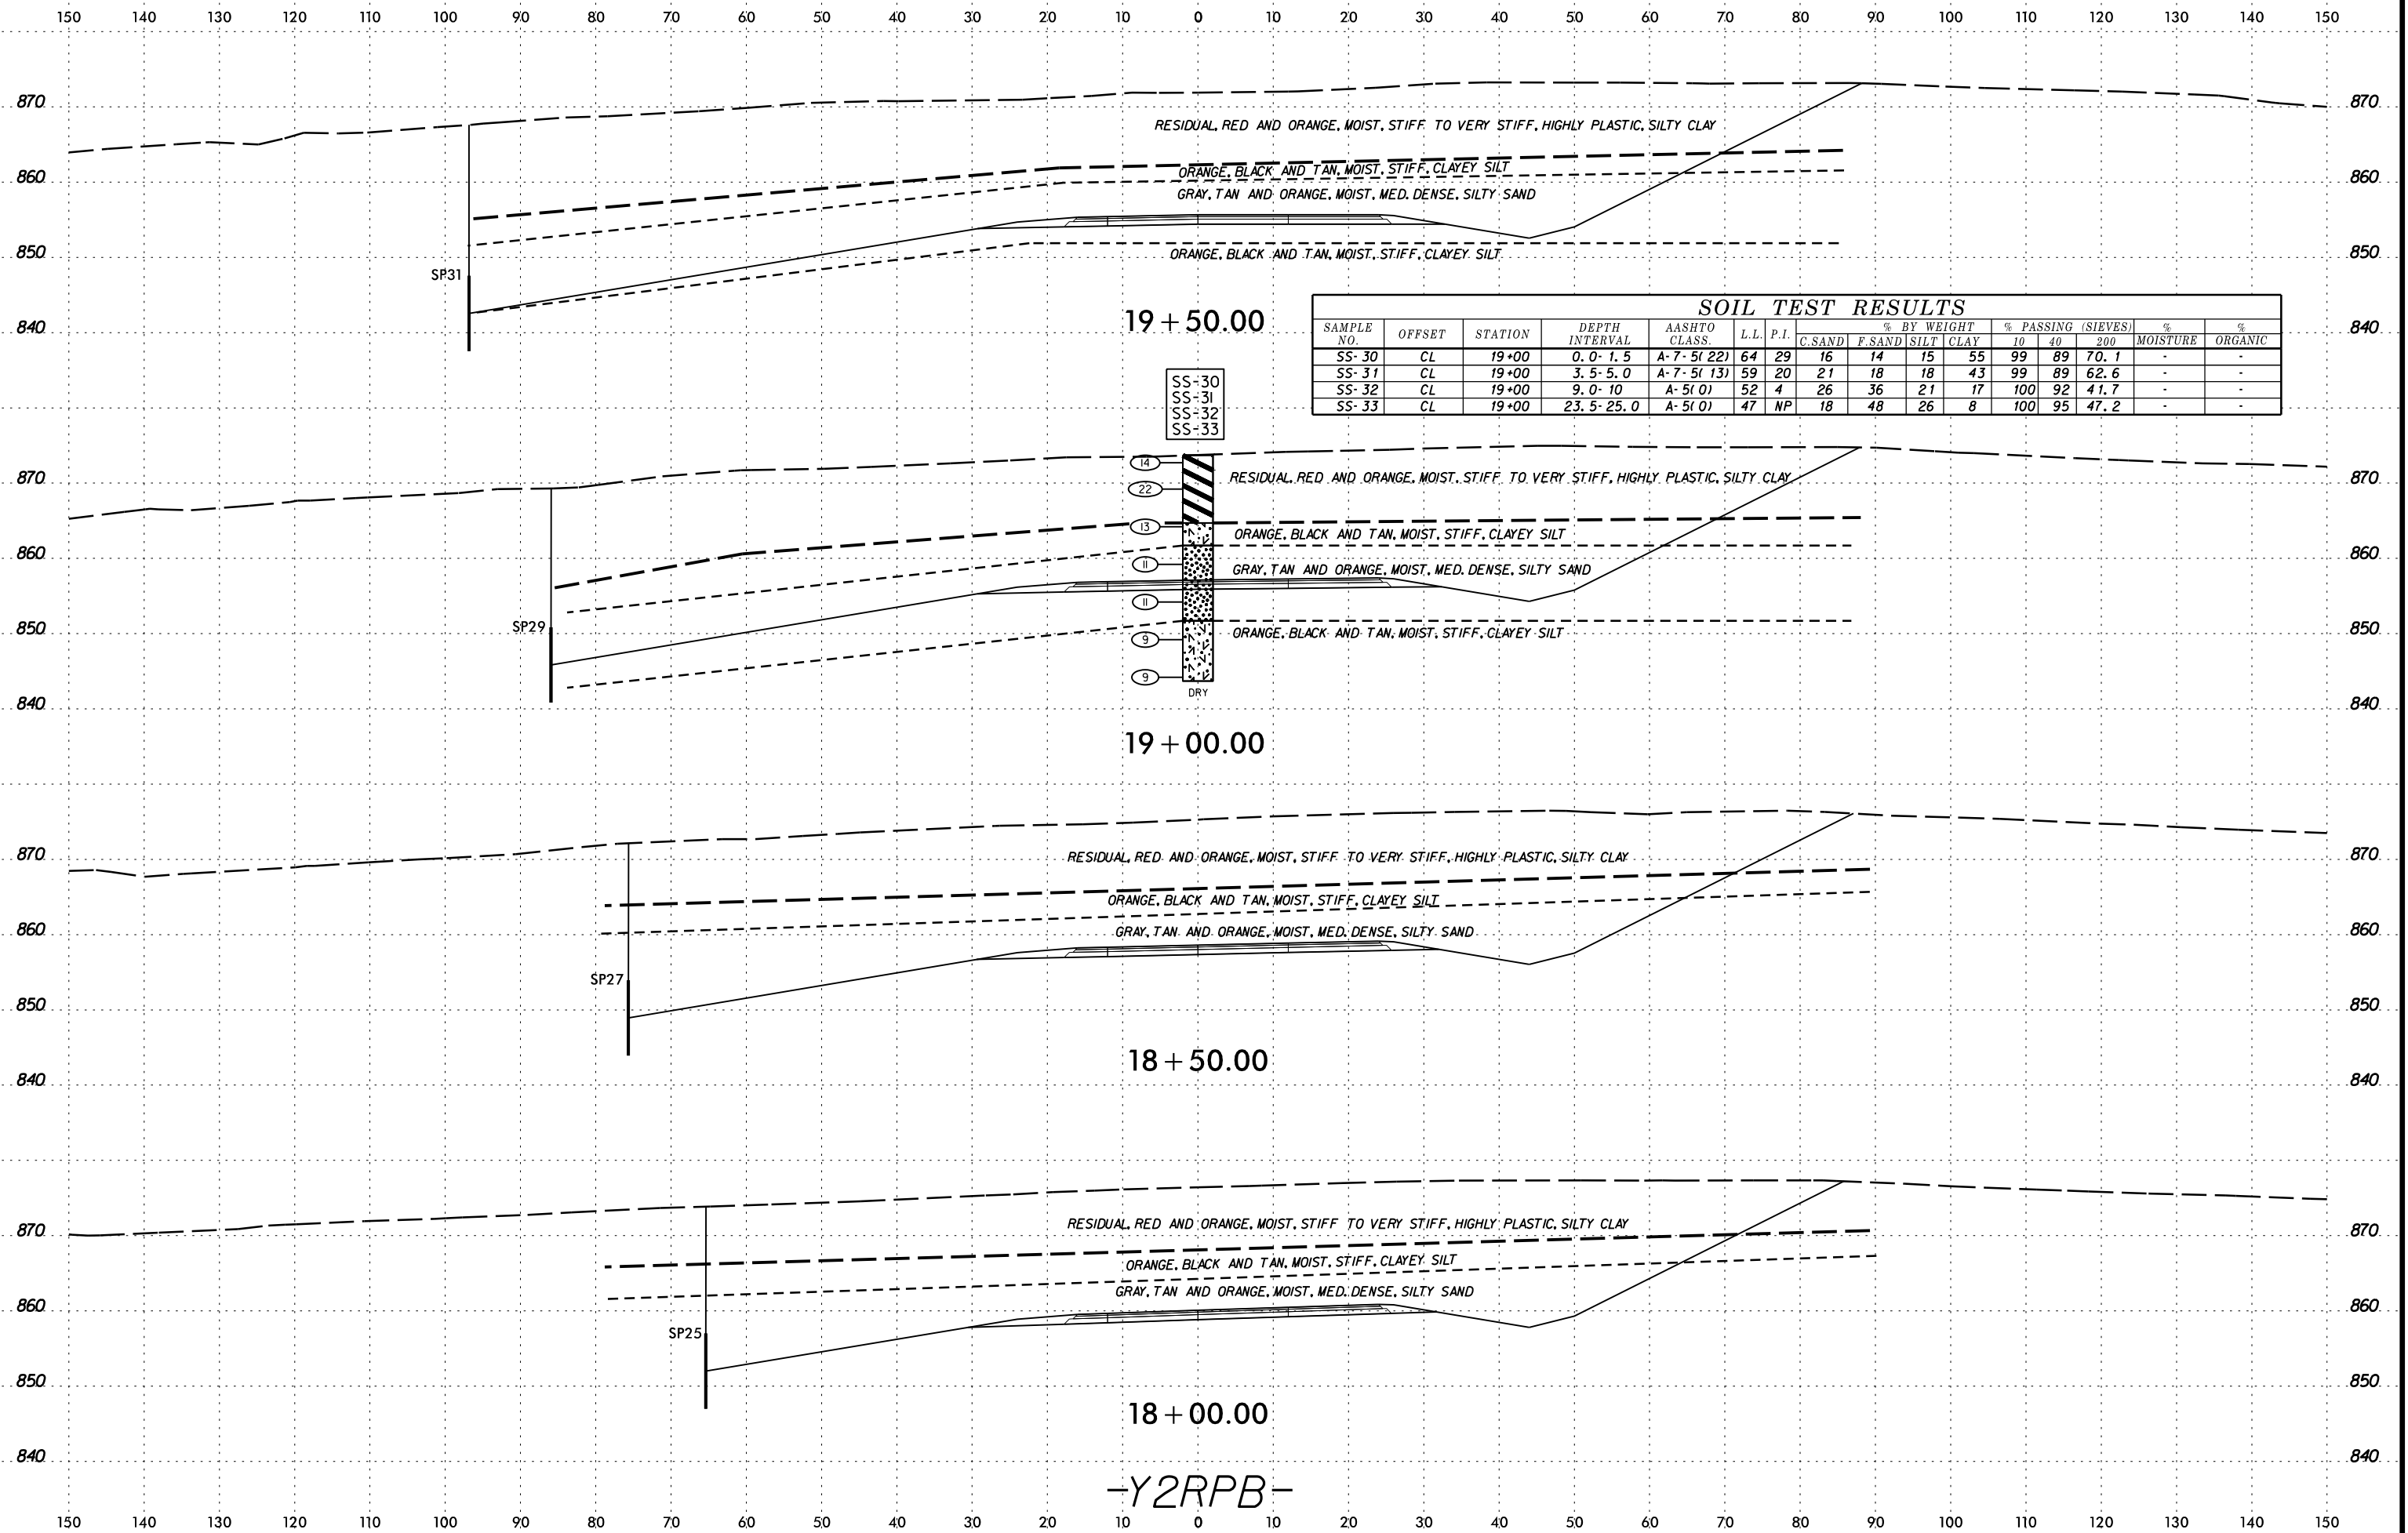 150 140 130 120 110 100 90 80 70 60 50 40 30 20 10 0 10 20 30 40 50 60 70 80 90 100 110 120 130 140 150
870 870
RESIDUAL, RED AND ORANGE, MOIST, STIFF TO VERY STIFF, HIGHLY PLASTIC, SILTY CLAY
ORANGE, BLACK AND TAN, MOIST, STIFF, CLAYEY SILT
860 860
GRAY, TAN AND ORANGE, MOIST, MED. DENSE, SILTY SAND
850 850
ORANGE, BLACK AND TAN, MOIST, STIFF, CLAYEY SILT
SP31
19+50.00
840 840
SOIL TEST RESULTS
SAMPLE NO. OFFSET STATION DEPTH INTERVAL AASHTO CLASS. L.L. P.I. % BY WEIGHT % PASSING (SIEVES) % MOISTURE % ORGANIC
C.SAND F.SAND SILT CLAY 10 40 200
SS-30 CL 19+00 0.0-1.5 A-7-5(22) 64 29 16 14 15 55 99 89 70.1 - -
SS-31 CL 19+00 3.5-5.0 A-7-5(13) 59 20 21 18 18 43 99 89 62.6 - -
SS-32 CL 19+00 9.0-10 A-5(0) 52 4 26 36 21 17 100 92 41.7 - -
SS-33 CL 19+00 23.5-25.0 A-5(0) 47 NP 18 48 26 8 100 95 47.2 - -
SS-30
SS-31
SS-32
SS-33
14
870 870
RESIDUAL, RED AND ORANGE, MOIST, STIFF TO VERY STIFF, HIGHLY PLASTIC, SILTY CLAY
22
13
ORANGE, BLACK AND TAN, MOIST, STIFF, CLAYEY SILT
860 860
11
GRAY, TAN AND ORANGE, MOIST, MED. DENSE, SILTY SAND
11
SP29
850 850
ORANGE, BLACK AND TAN, MOIST, STIFF, CLAYEY SILT
9
9
DRY
840 840
19+00.00
870 870
RESIDUAL, RED AND ORANGE, MOIST, STIFF TO VERY STIFF, HIGHLY PLASTIC, SILTY CLAY
ORANGE, BLACK AND TAN, MOIST, STIFF, CLAYEY SILT
860 860
GRAY, TAN AND ORANGE, MOIST, MED. DENSE, SILTY SAND
SP27
850 850
18+50.00
840 840
RESIDUAL, RED AND ORANGE, MOIST, STIFF TO VERY STIFF, HIGHLY PLASTIC, SILTY CLAY
870 870
ORANGE, BLACK AND TAN, MOIST, STIFF, CLAYEY SILT
GRAY, TAN AND ORANGE, MOIST, MED. DENSE, SILTY SAND
860 860
SP25
850 850
18+00.00
840 840
-Y2RPB-
150 140 130 120 110 100 90 80 70 60 50 40 30 20 10 0 10 20 30 40 50 60 70 80 90 100 110 120 130 140 150